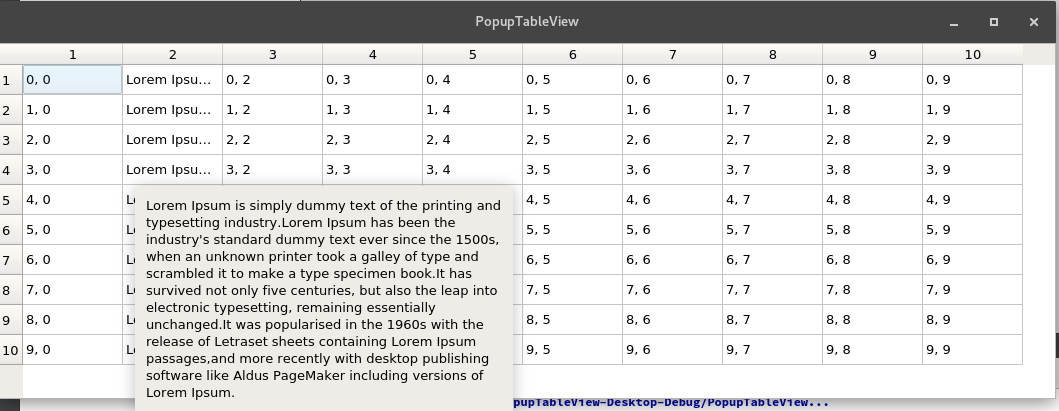 PopupTableView
1 2 3 4 5 6 7 8 9 10
1 0, 0 Lorem Ipsu... 0, 2 0, 3 0, 4 0, 5 0, 6 0, 7 0, 8 0, 9
2 1, 0 Lorem Ipsu... 1, 2 1, 3 1, 4 1, 5 1, 6 1, 7 1, 8 1, 9
3 2, 0 Lorem Ipsu... 2, 2 2, 3 2, 4 2, 5 2, 6 2, 7 2, 8 2, 9
4 3, 0 Lorem Ipsu... 3, 2 3, 3 3, 4 3, 5 3, 6 3, 7 3, 8 3, 9
5 4, 0 4, 5 4, 6 4, 7 4, 8 4, 9
6 5, 0 5, 5 5, 6 5, 7 5, 8 5, 9
7 6, 0 6, 5 6, 6 6, 7 6, 8 6, 9
8 7, 0 7, 5 7, 6 7, 7 7, 8 7, 9
9 8, 0 8, 5 8, 6 8, 7 8, 8 8, 9
10 9, 0 9, 5 9, 6 9, 7 9, 8 9, 9
Lorem Ipsum is simply dummy text of the printing and
typesetting industry.Lorem Ipsum has been the
industry's standard dummy text ever since the 1500s,
when an unknown printer took a galley of type and
scrambled it to make a type specimen book.It has
survived not only five centuries, but also the leap into
electronic typesetting, remaining essentially
unchanged.It was popularised in the 1960s with the
release of Letraset sheets containing Lorem Ipsum
passages,and more recently with desktop publishing
software like Aldus PageMaker including versions of
Lorem Ipsum.
pupTableView-Desktop-Debug/PopupTableView...